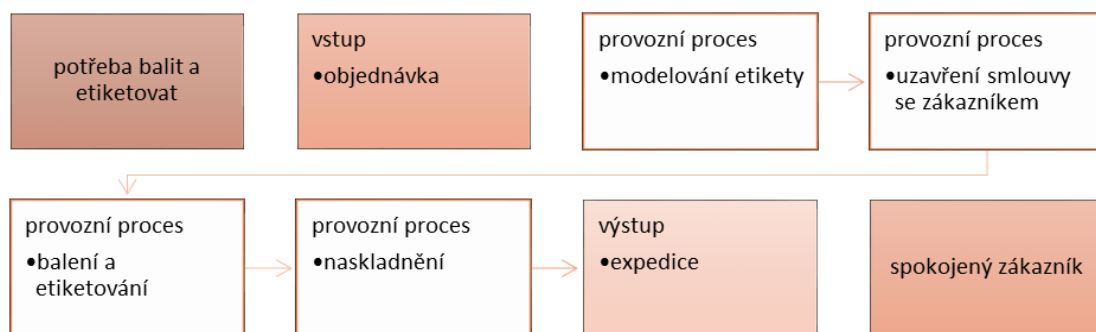 potřeba balit a
etiketovat
vstup
•objednávka
provozní proces
•modelování etikety
provozní proces
•uzavření smlouvy
se zákazníkem
provozní proces
•balení a
etiketování
provozní proces
•naskladnění
výstup
•expedice
spokojený zákazník